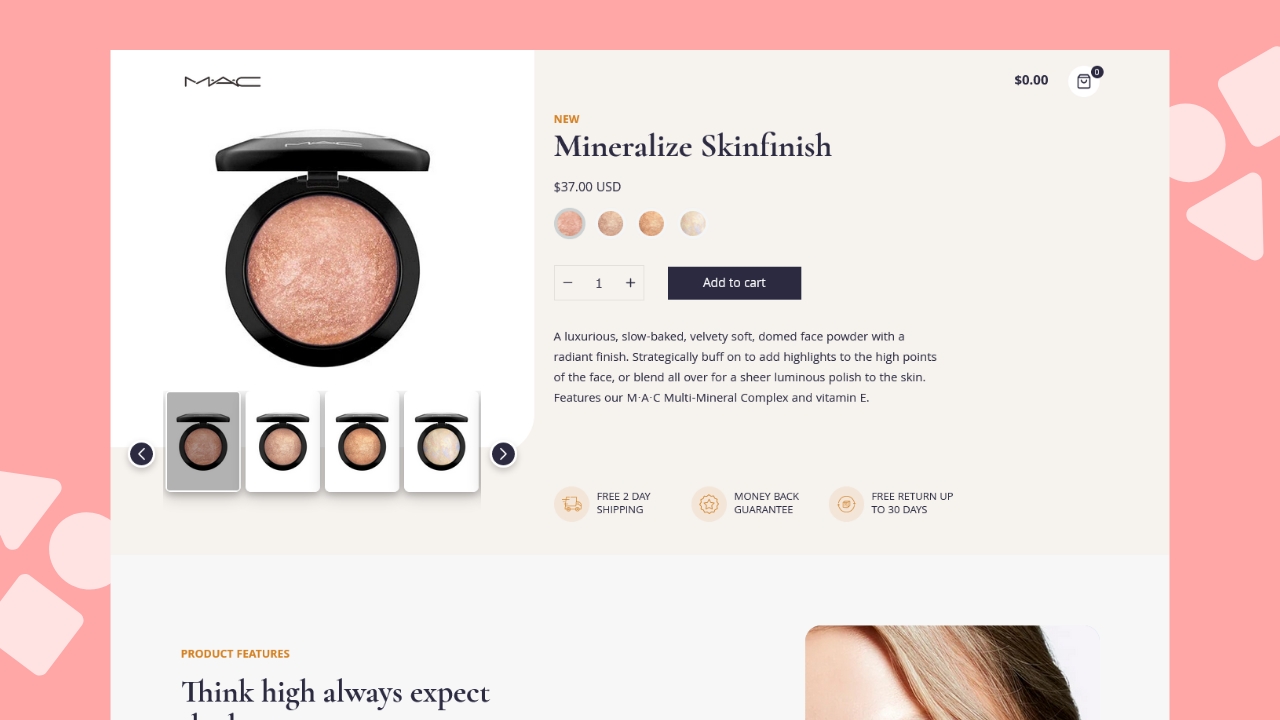 MAC
$0.00
0
NEW
Mineralize Skinfinish
$37.00 USD
1
Add to cart
A luxurious, slow-baked, velvety soft, domed face powder with a
radiant finish. Strategically buff on to add highlights to the high points
of the face, or blend all over for a sheer luminous polish to the skin.
Features our M·A·C Multi-Mineral Complex and vitamin E.
FREE 2 DAY
SHIPPING
MONEY BACK
GUARANTEE
FREE RETURN UP
TO 30 DAYS
PRODUCT FEATURES
Think high always expect